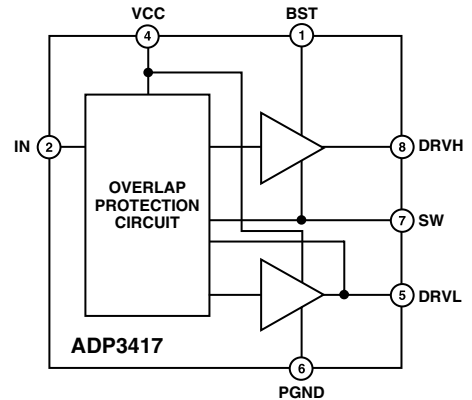 VCC
BST
4
1
IN
2
8
DRVH
OVERLAP
PROTECTION
CIRCUIT
7
SW
5
DRVL
ADP3417
6
PGND